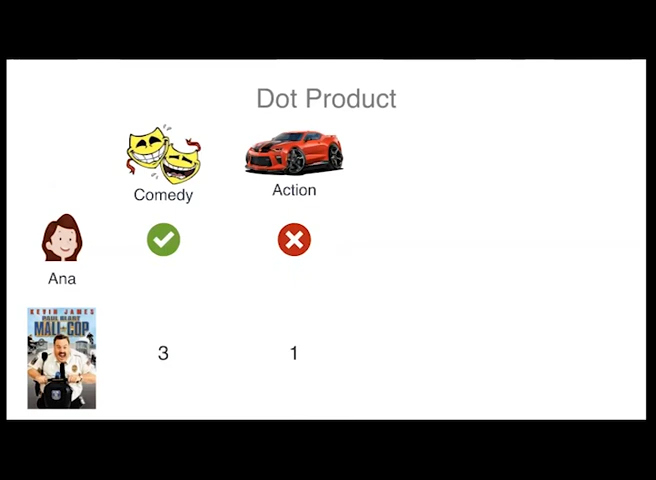 Dot Product
Comedy
Action
Ana
KEVIN JAMES
PAUL BLART
MALL COP
3
1